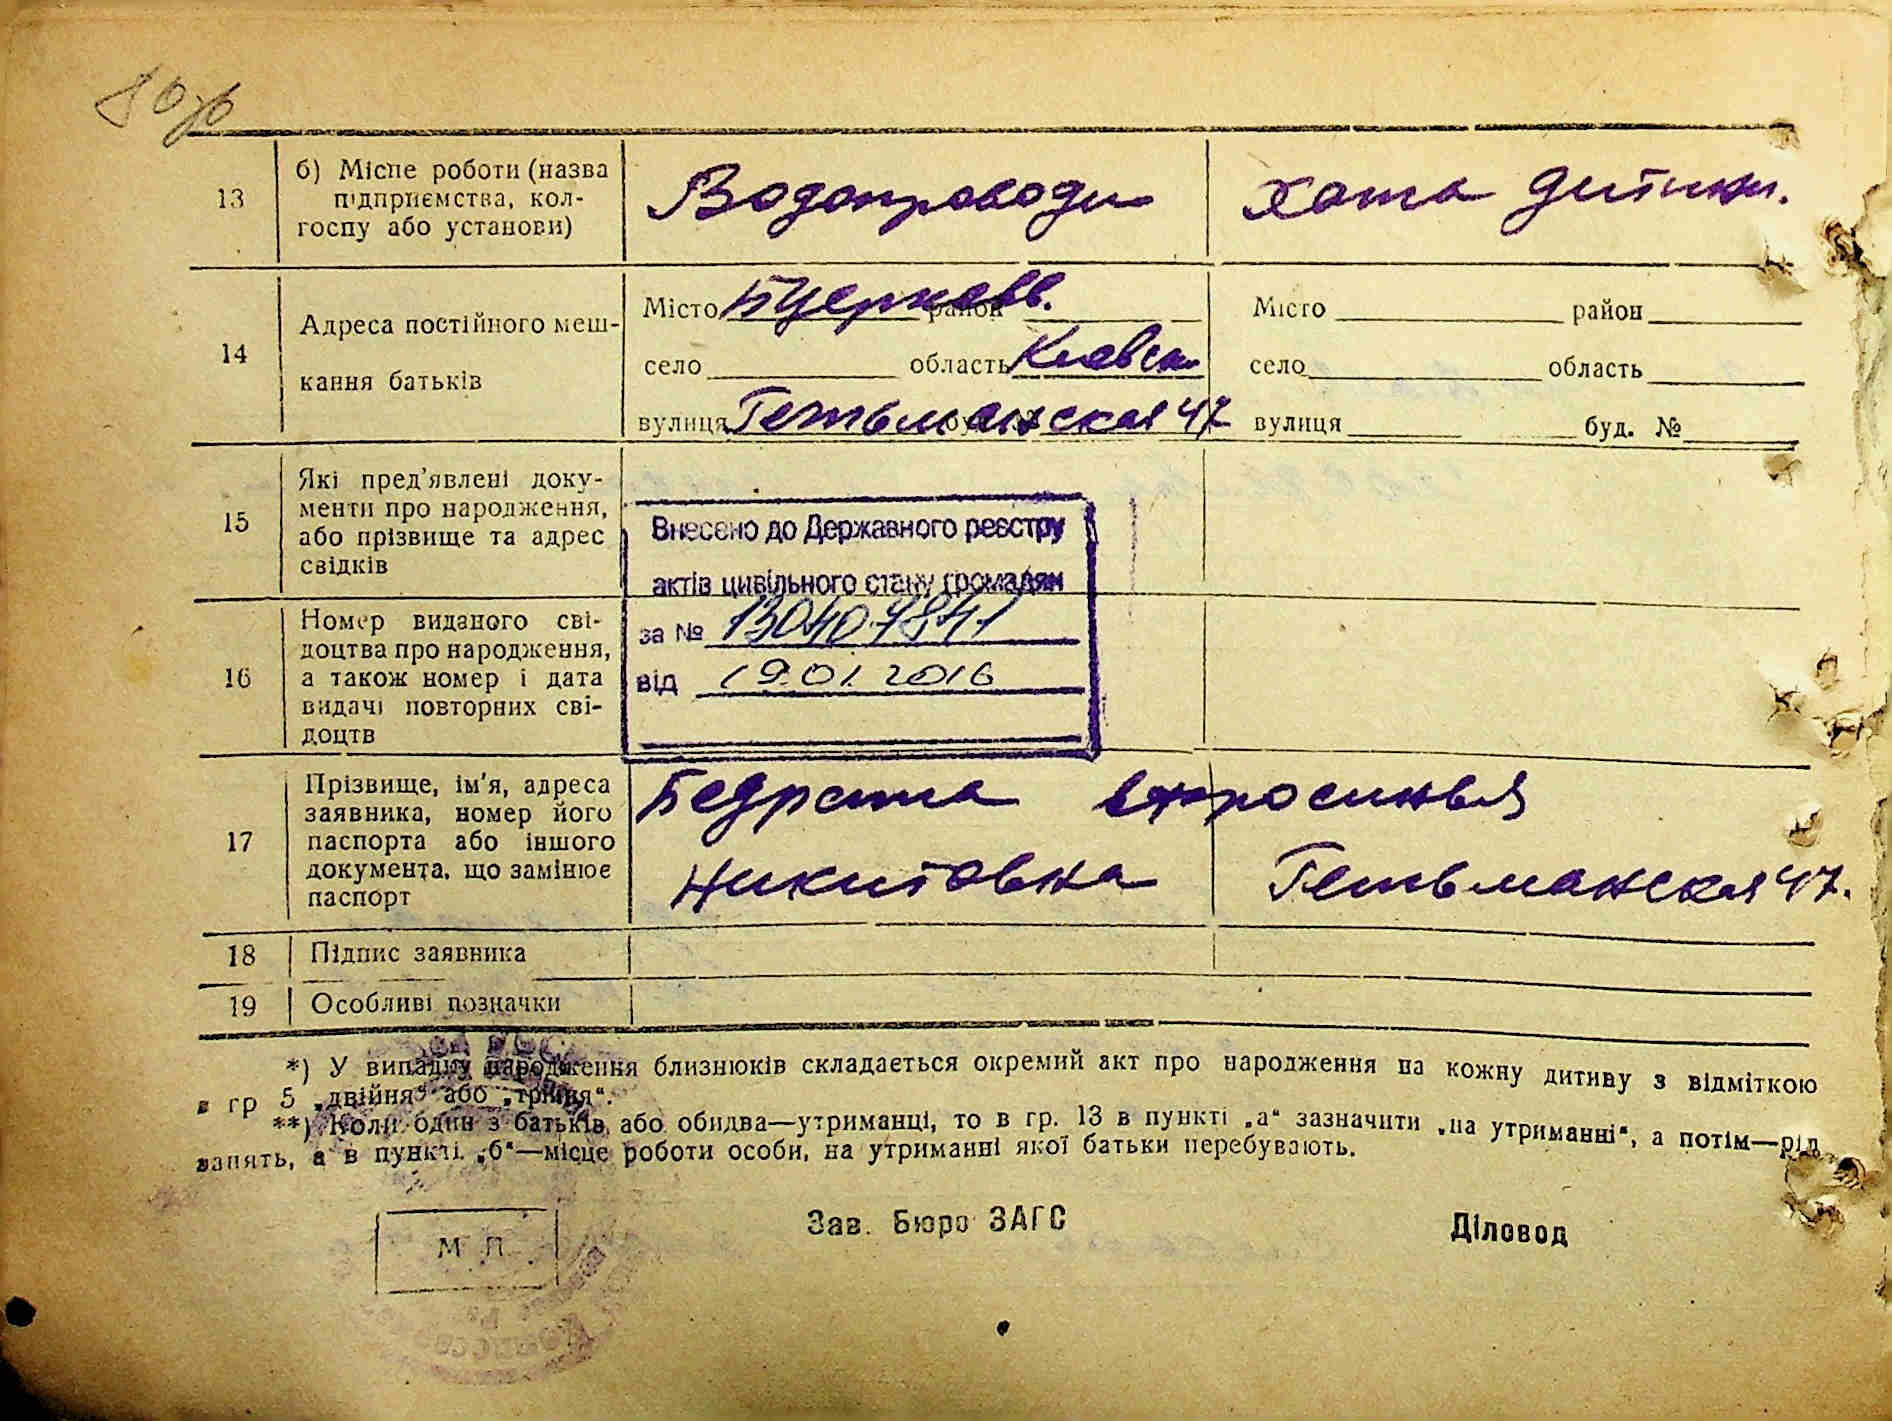 13
б) Місце роботи (назва
підприємства, кол-
госпу або установи)
Водопроводи
Хата дитини.
14
Адреса постійного меш-
кання батьків
Місто Бцеркевв. район
село область Киевск
вулиця Гетьманская 47
Місто район
село область
вулиця буд. №
15
Які пред'явлені доку-
менти про народження,
або прізвище та адрес
свідків
Внесено до Державного реєстру
актів цивільного стану громадян
за № 130407841
від 19.01.2016
16
Номер виданого сві-
доцтва про народження,
а також номер і дата
видачі повторних сві-
доцтв
17
Прізвище, ім'я, адреса
заявника, номер його
паспорта або іншого
документа, що замінює
паспорт
Бедрата
Никитовна Гетьманская 47.
18 Підпис заявника
19 Особливі позначки
*) У випадку народження близнюків складається окремий акт про народження на кожну дитину з відміткою
в гр 5 „двійня“ або „трійня“.
**) Коли один з батьків або обидва—утриманці, то в гр. 13 в пункті „а“ зазначити „на утриманні“, а потім—рід
занять, а в пункті „б“—місце роботи особи, на утриманні якої батьки перебувають.
Зав. Бюро ЗАГС
Діловод
М П